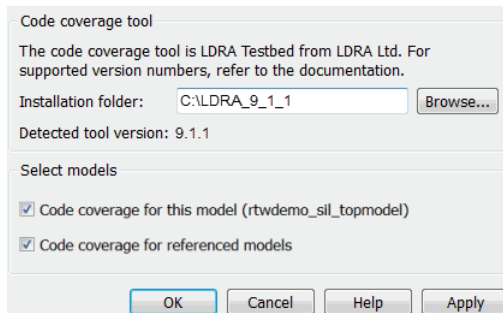 Code coverage tool
The code coverage tool is LDRA Testbed from LDRA Ltd. For
supported version numbers, refer to the documentation.
Installation folder: C:\LDRA_9_1_1 Browse...
Detected tool version: 9.1.1
Select models
Code coverage for this model (rtwdemo_sil_topmodel)
Code coverage for referenced models
OK Cancel Help Apply